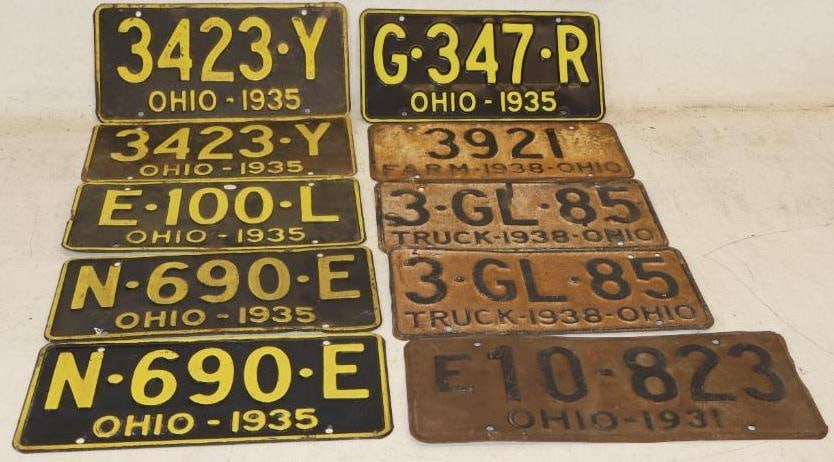 3423·Y
OHIO - 1935
3423·Y
OHIO - 1935
E·100·L
OHIO - 1935
N·690·E
OHIO - 1935
N·690·E
OHIO - 1935
G·347·R
OHIO - 1935
3921
FARM·1938·OHIO
3·GL·85
TRUCK-1938-OHIO
3·GL·85
TRUCK-1938-OHIO
E10-823
OHIO-1931